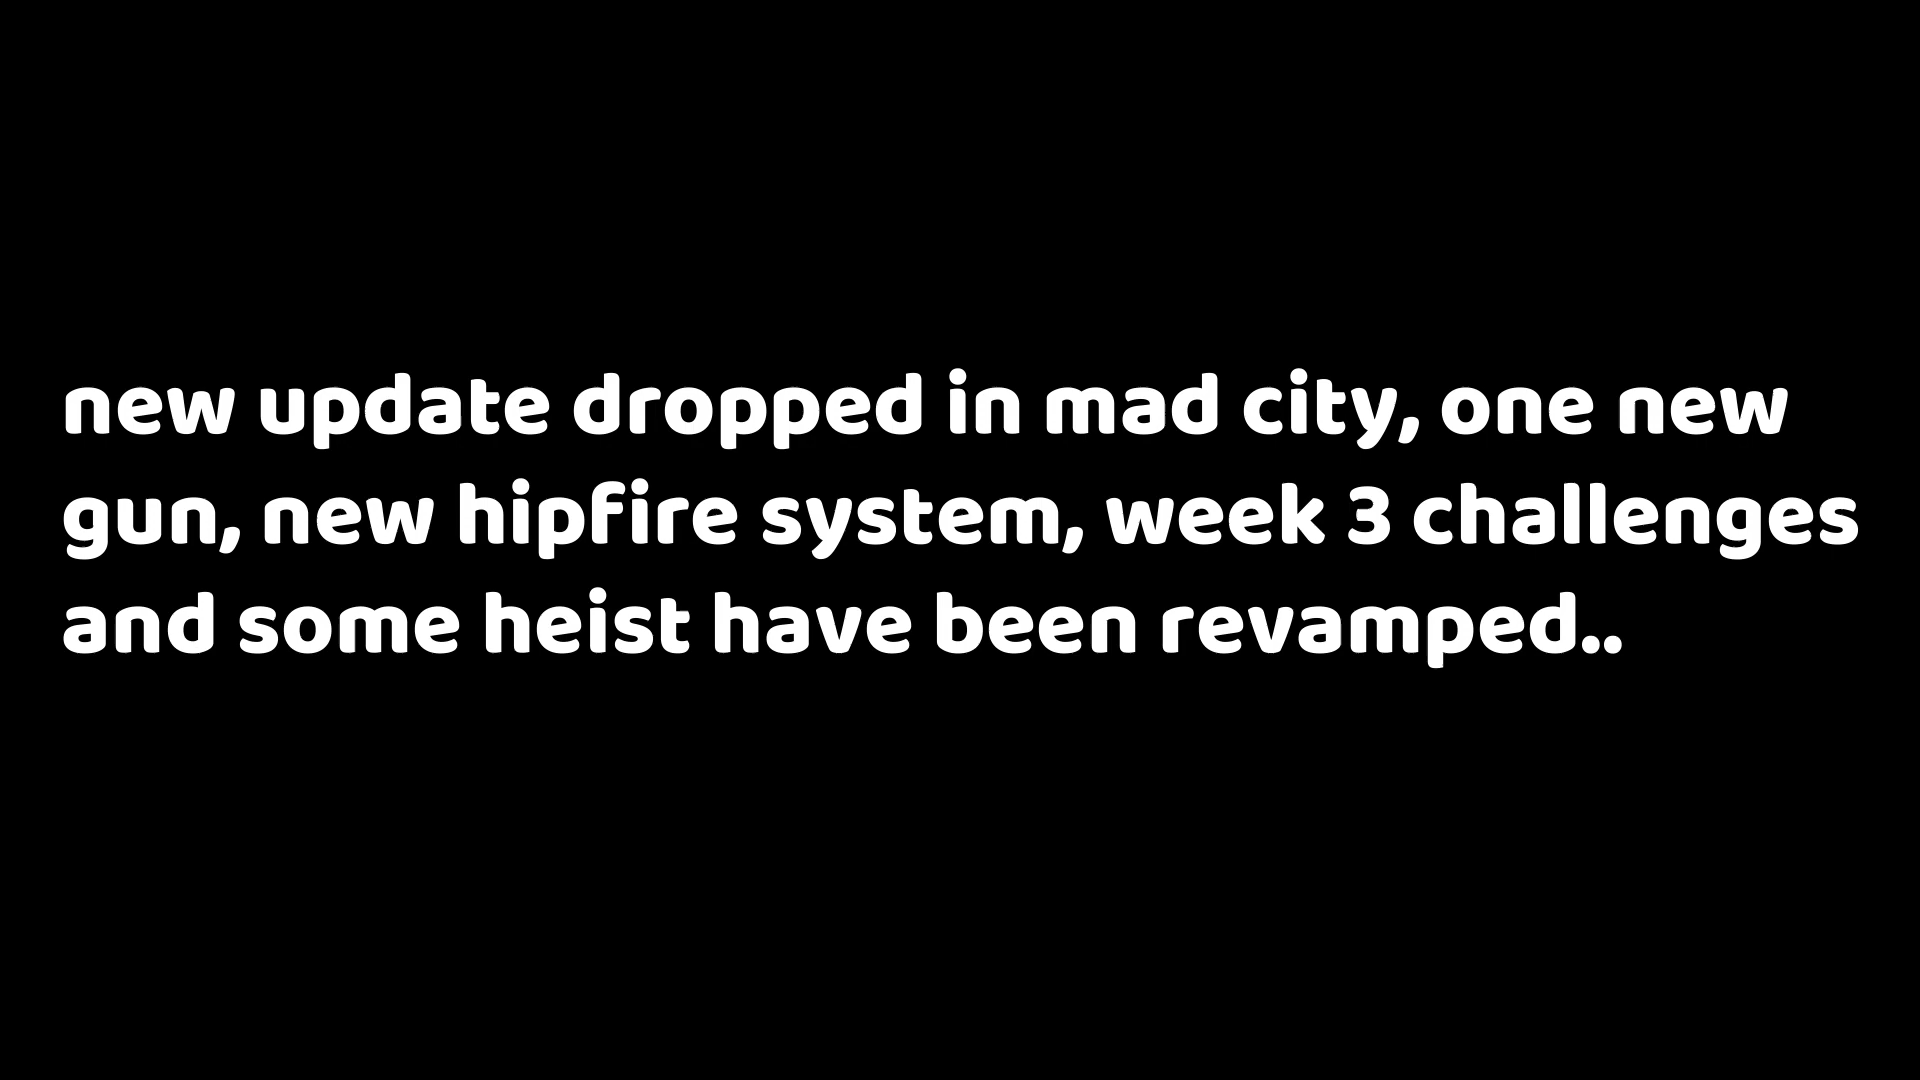 new update dropped in mad city, one new
gun, new hipfire system, week 3 challenges
and some heist have been revamped..